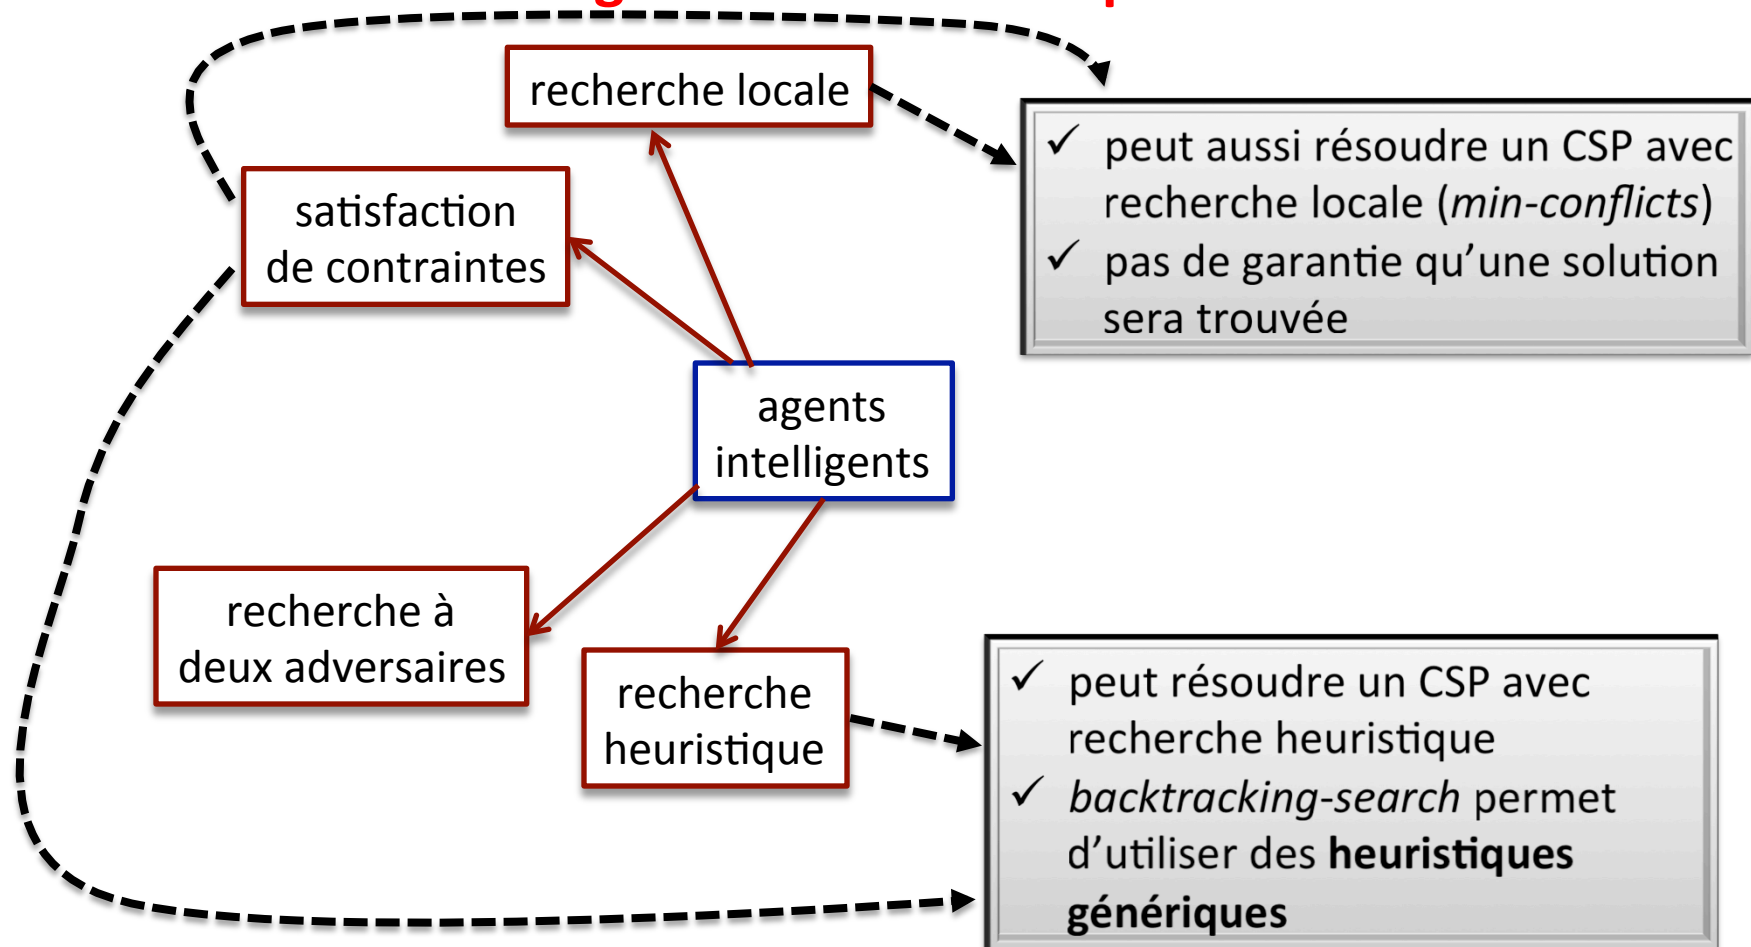 recherche locale
satisfaction
de contraintes
✓ peut aussi résoudre un CSP avec
recherche locale (min-conflicts)
✓ pas de garantie qu’une solution
sera trouvée
agents
intelligents
recherche à
deux adversaires
recherche
heuristique
✓ peut résoudre un CSP avec
recherche heuristique
✓ backtracking-search permet
d’utiliser des heuristiques
génériques